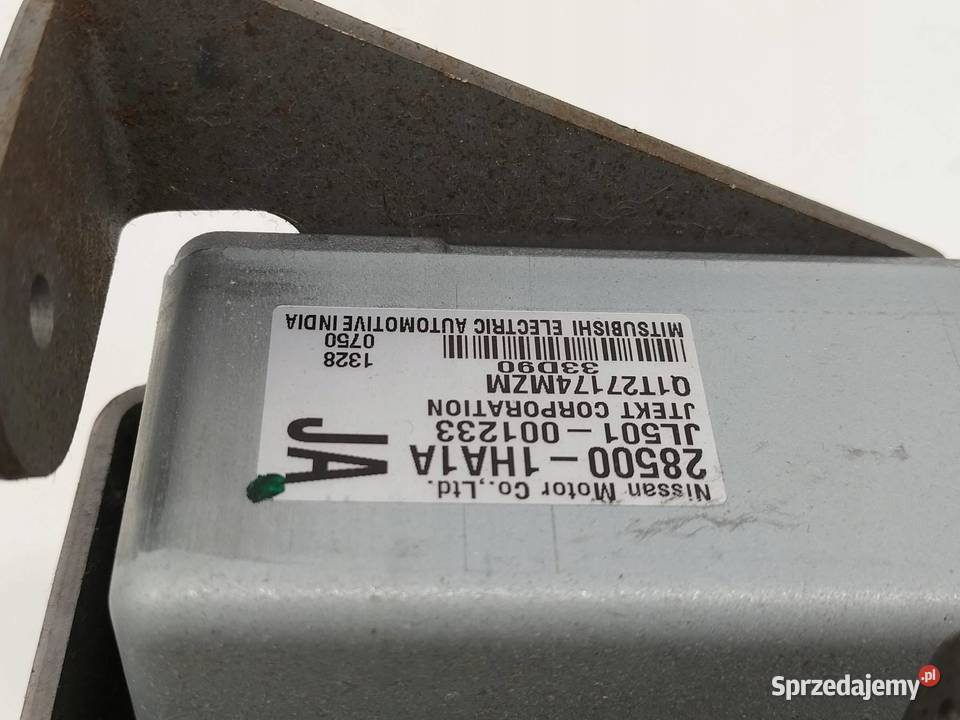 Nissan Motor Co.,Ltd.
28500-1HA1A
JL501-001233
JTEKT CORPORATION
Q1T27174MZM
33D90
MITSUBISHI ELECTRIC AUTOMOTIVE INDIA
JA
1328
0750
Sprzedajemy.pl